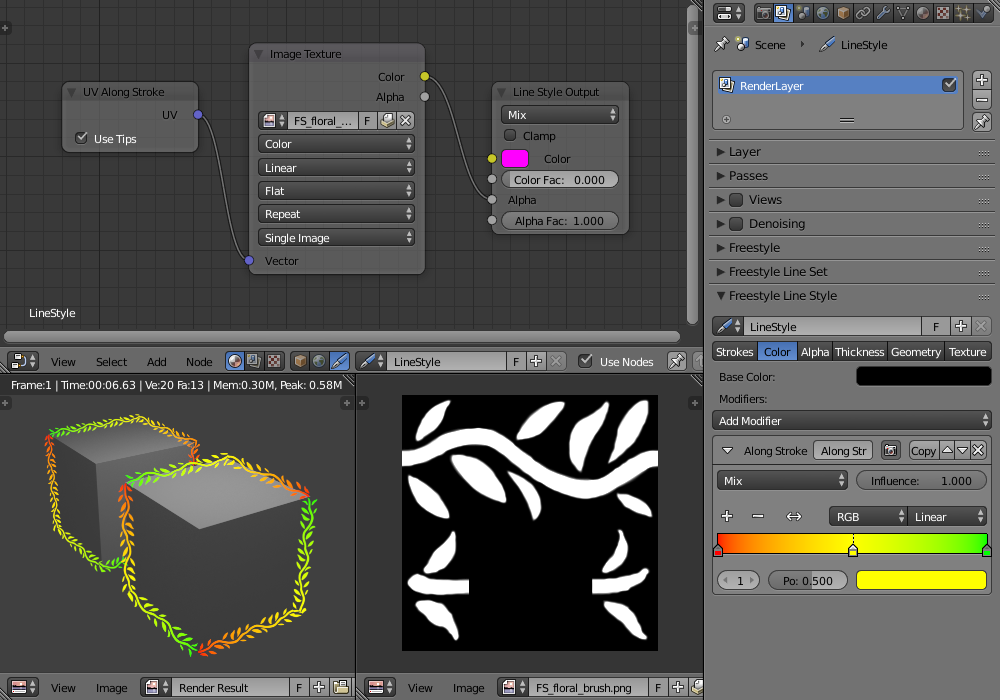 UV Along Stroke
UV
Use Tips
Image Texture
Color
Alpha
FS_floral_... F
Color
Linear
Flat
Repeat
Single Image
Vector
Line Style Output
Mix
Clamp
Color
Color Fac: 0.000
Alpha
Alpha Fac: 1.000
LineStyle
View Select Add Node LineStyle F Use Nodes
Frame:1 | Time:00:06.63 | Ve:20 Fa:13 | Mem:0.30M, Peak: 0.58M
View Image Render Result F
View Image FS_floral_brush.png F
Scene LineStyle
RenderLayer
Layer
Passes
Views
Denoising
Freestyle
Freestyle Line Set
Freestyle Line Style
LineStyle F
Strokes Color Alpha Thickness Geometry Texture
Base Color:
Modifiers:
Add Modifier
Along Stroke Along Str Copy
Mix Influence: 1.000
RGB Linear
1 Po: 0.500